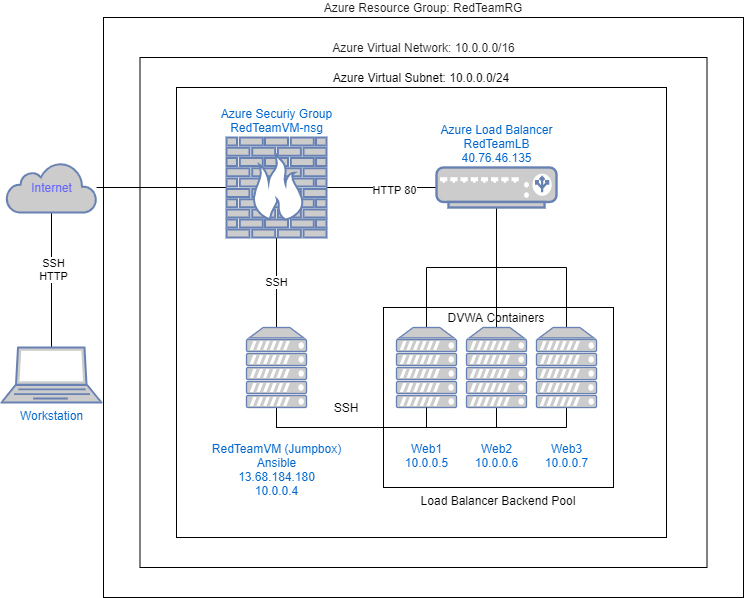 Azure Resource Group: RedTeamRG
Azure Virtual Network: 10.0.0.0/16
Azure Virtual Subnet: 10.0.0.0/24
Azure Securiy Group
RedTeamVM-nsg
Azure Load Balancer
RedTeamLB
40.76.46.135
Internet
HTTP 80
SSH
HTTP
SSH
DVWA Containers
Workstation
SSH
RedTeamVM (Jumpbox)
Ansible
13.68.184.180
10.0.0.4
Web1
10.0.0.5
Web2
10.0.0.6
Web3
10.0.0.7
Load Balancer Backend Pool